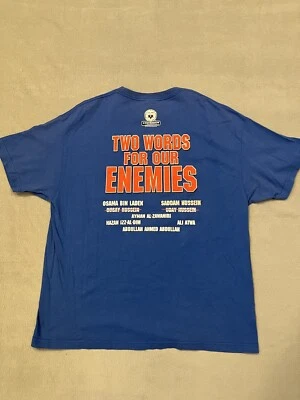 TWO WORDS
FOR OUR
ENEMIES
OSAMA BIN LADEN SADDAM HUSSEIN
QUSAY HUSSEIN UDAY HUSSEIN
AYMAN AL-ZAWAHIRI
HAZAN IZZ-AL-DIN ALI ATWA
ABDULLAH AHMED ABDULLAH